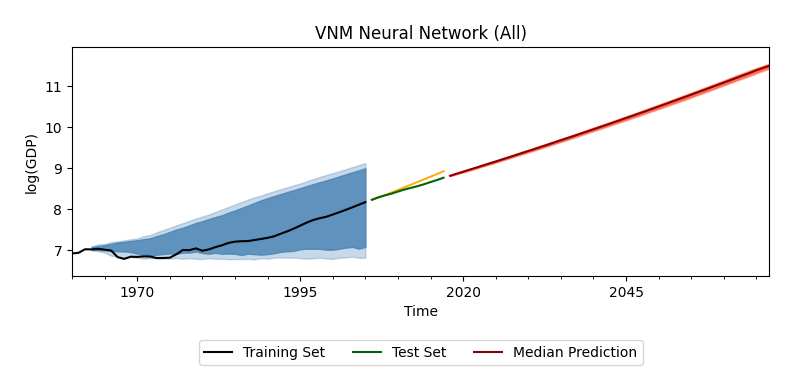 VNM Neural Network (All)
log(GDP)
11
10
9
8
7
1970 1995 2020 2045
Time
Training Set Test Set Median Prediction